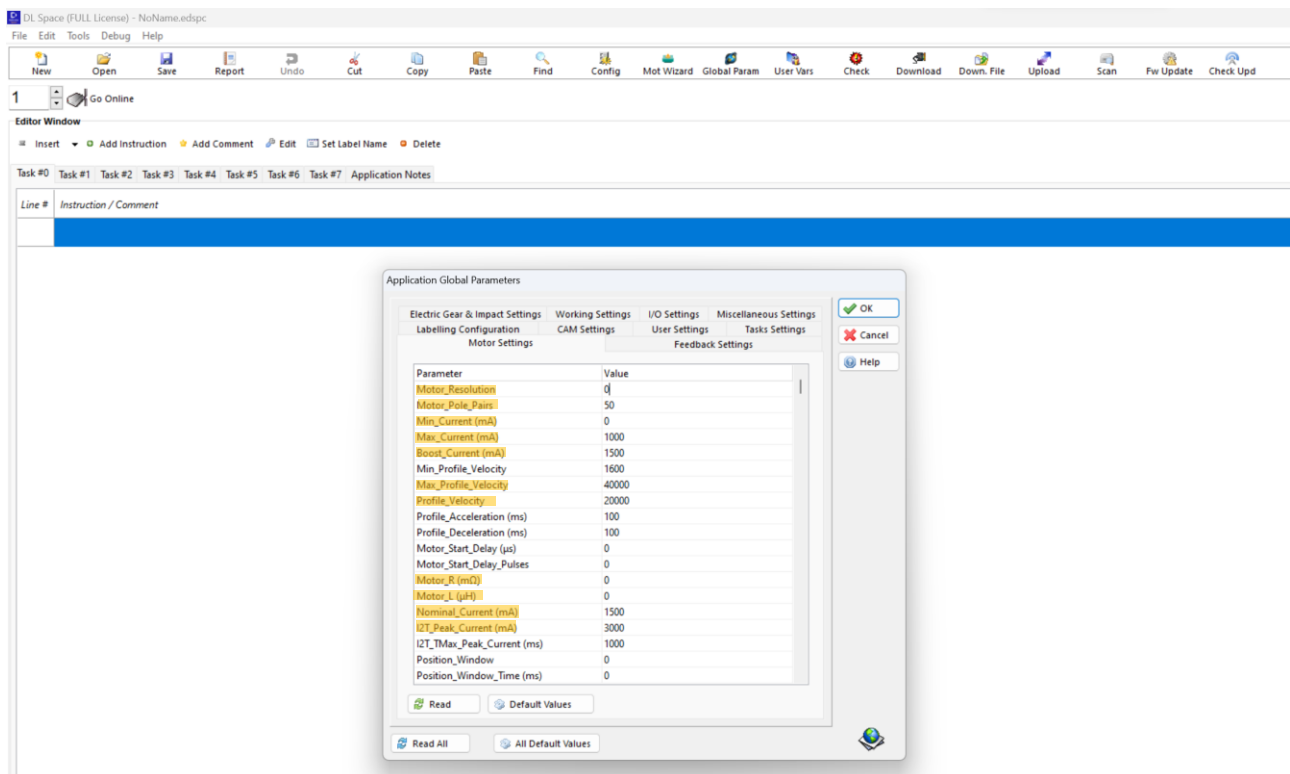 DL Space (FULL License) - NoName.edspc
File Edit Tools Debug Help
New Open Save Report Undo Cut Copy Paste Find Config Mot Wizard Global Param User Vars Check Download Down. File Upload Scan Fw Update Check Upd
1 Go Online
Editor Window
Insert Add Instruction Add Comment Edit Set Label Name Delete
Task #0 Task #1 Task #2 Task #3 Task #4 Task #5 Task #6 Task #7 Application Notes
Line # Instruction / Comment
Application Global Parameters
Electric Gear & Impact Settings Working Settings I/O Settings Miscellaneous Settings
Labelling Configuration CAM Settings User Settings Tasks Settings
Motor Settings Feedback Settings
OK
Cancel
Help
Parameter Value
Motor_Resolution 0
Motor_Pole_Pairs 50
Min_Current (mA) 0
Max_Current (mA) 1000
Boost_Current (mA) 1500
Min_Profile_Velocity 1600
Max_Profile_Velocity 40000
Profile_Velocity 20000
Profile_Acceleration (ms) 100
Profile_Deceleration (ms) 100
Motor_Start_Delay (µs) 0
Motor_Start_Delay_Pulses 0
Motor_R (mΩ) 0
Motor_L (µH) 0
Nominal_Current (mA) 1500
I2T_Peak_Current (mA) 3000
I2T_TMax_Peak_Current (ms) 1000
Position_Window 0
Position_Window_Time (ms) 0
Read Default Values
Read All All Default Values